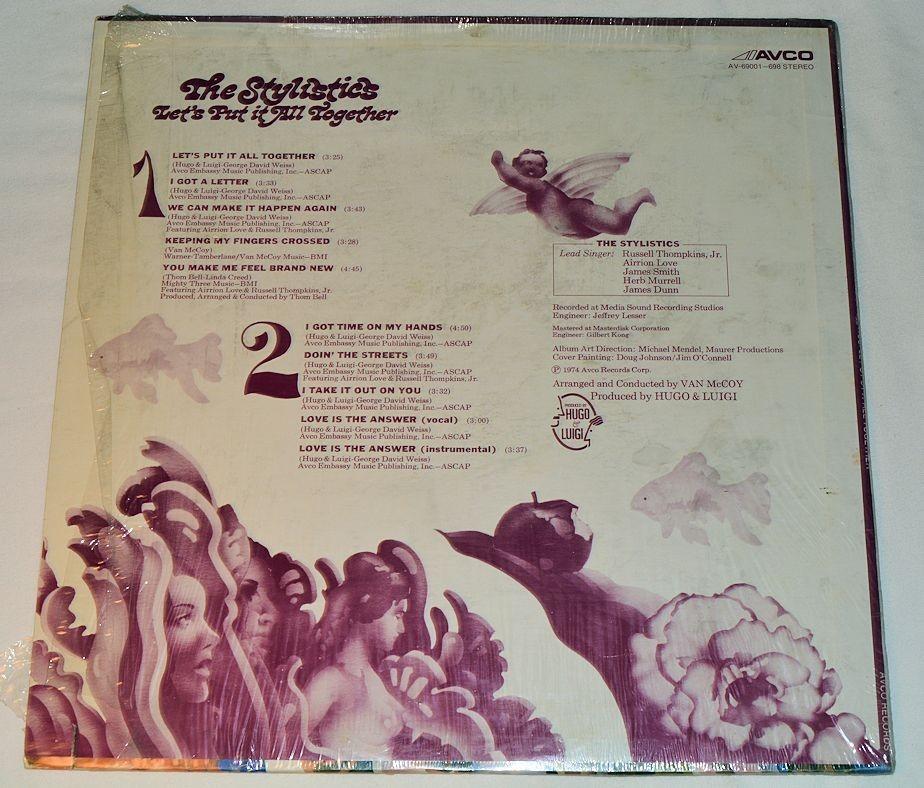 AVCO
AV-69001-698 STEREO
The Stylistics
Let's Put it All Together
1
LET'S PUT IT ALL TOGETHER (3:25)
(Hugo & Luigi-George David Weiss)
Avco Embassy Music Publishing, Inc.—ASCAP
I GOT A LETTER (3:33)
(Hugo & Luigi-George David Weiss)
Avco Embassy Music Publishing, Inc.—ASCAP
WE CAN MAKE IT HAPPEN AGAIN (3:43)
(Hugo & Luigi-George David Weiss)
Avco Embassy Music Publishing, Inc.—ASCAP
Featuring Airrion Love & Russell Thompkins, Jr.
KEEPING MY FINGERS CROSSED (3:28)
(Van McCoy)
Warner-Tamberlane/Van McCoy Music—BMI
YOU MAKE ME FEEL BRAND NEW (4:45)
(Thom Bell-Linda Creed)
Mighty Three Music—BMI
Featuring Airrion Love & Russell Thompkins, Jr.
Produced, Arranged & Conducted by Thom Bell
2
I GOT TIME ON MY HANDS (4:50)
(Hugo & Luigi-George David Weiss)
Avco Embassy Music Publishing, Inc.—ASCAP
DOIN' THE STREETS (3:49)
(Hugo & Luigi-George David Weiss)
Avco Embassy Music Publishing, Inc.—ASCAP
Featuring Airrion Love & Russell Thompkins, Jr.
I TAKE IT OUT ON YOU (3:32)
(Hugo & Luigi-George David Weiss)
Avco Embassy Music Publishing, Inc.—ASCAP
LOVE IS THE ANSWER (vocal) (3:00)
(Hugo & Luigi-George David Weiss)
Avco Embassy Music Publishing, Inc.—ASCAP
LOVE IS THE ANSWER (instrumental) (3:37)
(Hugo & Luigi-George David Weiss)
Avco Embassy Music Publishing, Inc.—ASCAP
THE STYLISTICS
Lead Singer: Russell Thompkins, Jr.
Airrion Love
James Smith
Herb Murrell
James Dunn
Recorded at Media Sound Recording Studios
Engineer: Jeffrey Lesser
Mastered at Masterdisk Corporation
Engineer: Gilbert Kong
Album Art Direction: Michael Mendel, Maurer Productions
Cover Painting: Doug Johnson/Jim O'Connell
Ⓟ 1974 Avco Records Corp.
Arranged and Conducted by VAN McCOY
Produced by HUGO & LUIGI
PRODUCED BY
HUGO
&
LUIGI
AVCO RECORDS